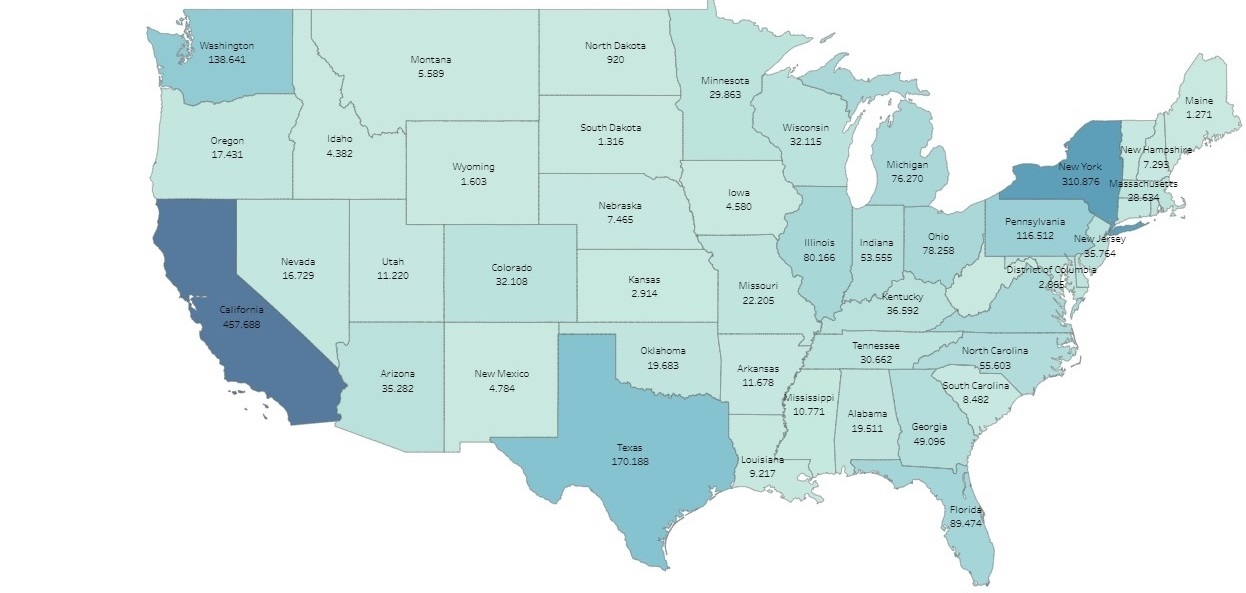 Washington
138.641
Montana
5.589
North Dakota
920
Minnesota
29.863
Maine
1.271
Oregon
17.431
Idaho
4.382
South Dakota
1.316
Wisconsin
32.115
Wyoming
1.603
Michigan
76.270
New York
310.876
New Hampshire
7.293
Massachusetts
28.634
Nebraska
7.465
Iowa
4.580
Pennsylvania
116.512
New Jersey
35.764
Nevada
16.729
Utah
11.220
Colorado
32.108
Illinois
80.166
Indiana
53.555
Ohio
78.258
Kansas
2.914
Missouri
22.205
District of Columbia
2.865
California
457.688
Kentucky
36.592
Arizona
35.282
New Mexico
4.784
Oklahoma
19.683
Arkansas
11.678
Tennessee
30.662
North Carolina
55.603
South Carolina
8.482
Mississippi
10.771
Alabama
19.511
Georgia
49.096
Texas
170.188
Louisiana
9.217
Florida
89.474